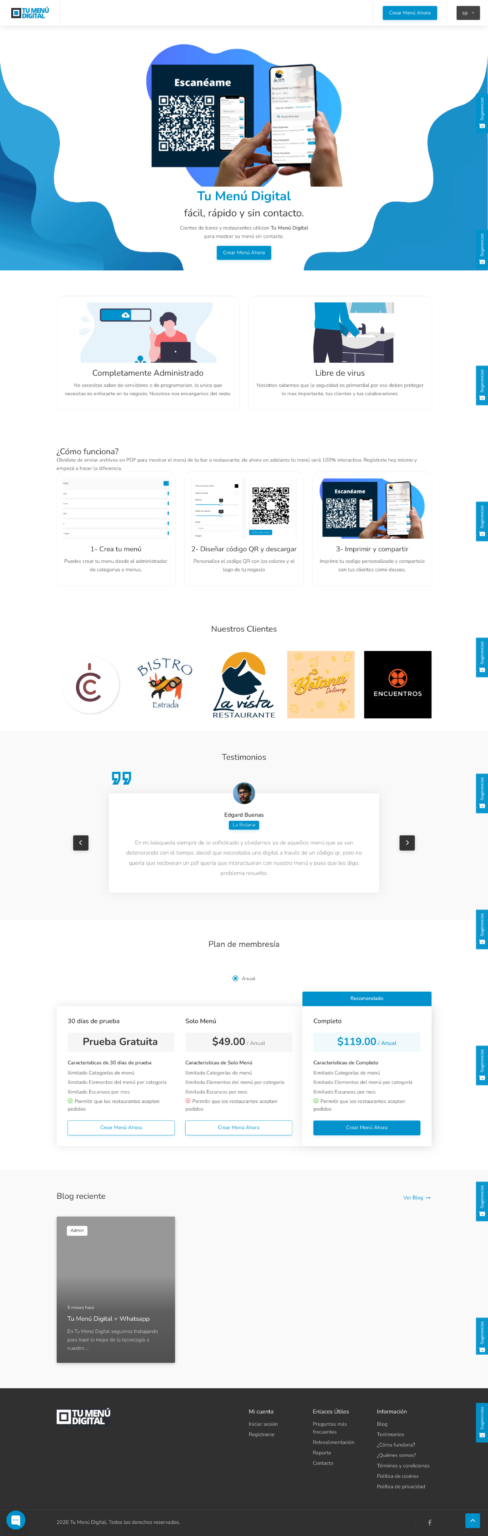 TU MENÚ
DIGITAL
Crear Menú Ahora
sp
Escanéame
Tu Menú Digital
fácil, rápido y sin contacto.
Cientos de bares y restaurantes utilizan Tu Menú Digital
para mostrar su menú sin contacto.
Crear Menú Ahora
Sugerencias
Completamente Administrado
No necesitas saber de servidores o de programacion, lo unico que
necesitas es enfocarte en tu negocio. Nosotros nos encargamos del resto.
Libre de virus
Nosotros sabemos que la seguridad es primordial por eso debes proteger
lo mas importante, tus clientes y tus colaboradores.
¿Cómo funciona?
Olvídate de enviar archivos en PDF para mostrar el menú de tu bar o restaurante, de ahora en adelante tu menú será 100% interactivo. Regístrate hoy mismo y
empezá a hacer la diferencia.
1- Crea tu menú
Puedes crear tu menu desde el administrador
de categorias y menus.
2- Diseñar código QR y descargar
Personaliza el codigo QR con los colores y el
logo de tu negocio
Escanéame
3- Imprimir y compartir
Imprime tu codigo personalizado y compartelo
con tus clientes como desees.
Nuestros Clientes
BISTRO
Estrada
La vista
RESTAURANTE
La Botana
Delivery
ENCUENTROS
Testimonios
Edgard Buenas
La Botana
En mi búsqueda siempre de lo sofisticado y olvidarnos ya de aquellos menú que se van
deteriorando con el tiempo, decidí que necesitaba uno digital a través de un código qr, pero no
quería que tuvieran un pdf quería que interactuaran con nuestro menú y pues que les digo,
problema resuelto.
Plan de membresía
Anual
Recomendado
30 días de prueba
Prueba Gratuita
Características de 30 días de prueba
Ilimitado Categorías de menú
Ilimitado Elementos del menú por categoría
Ilimitado Escaneos por mes
Permitir que los restaurantes acepten
pedidos
Crear Menú Ahora
Solo Menú
$49.00 / Anual
Características de Solo Menú
Ilimitado Categorías de menú
Ilimitado Elementos del menú por categoría
Ilimitado Escaneos por mes
Permitir que los restaurantes acepten
pedidos
Crear Menú Ahora
Completo
$119.00 / Anual
Características de Completo
Ilimitado Categorías de menú
Ilimitado Elementos del menú por categoría
Ilimitado Escaneos por mes
Permitir que los restaurantes acepten
pedidos
Crear Menú Ahora
Blog reciente
Ver Blog
Admin
5 meses hace
Tu Menú Digital + Whatsapp
En Tu Menú Digital seguimos trabajando
para traer lo mejor de la tecnología a
nuestro ...
TU MENÚ
DIGITAL
Mi cuenta
Iniciar sesión
Registrarse
Enlaces Útiles
Preguntas más
frecuentes
Retroalimentación
Reporte
Contacto
Información
Blog
Testimonios
¿Cómo funciona?
¿Quiénes somos?
Términos y condiciones
Política de cookies
Política de privacidad
2020 Tu Menú Digital, Todos los derechos reservados.